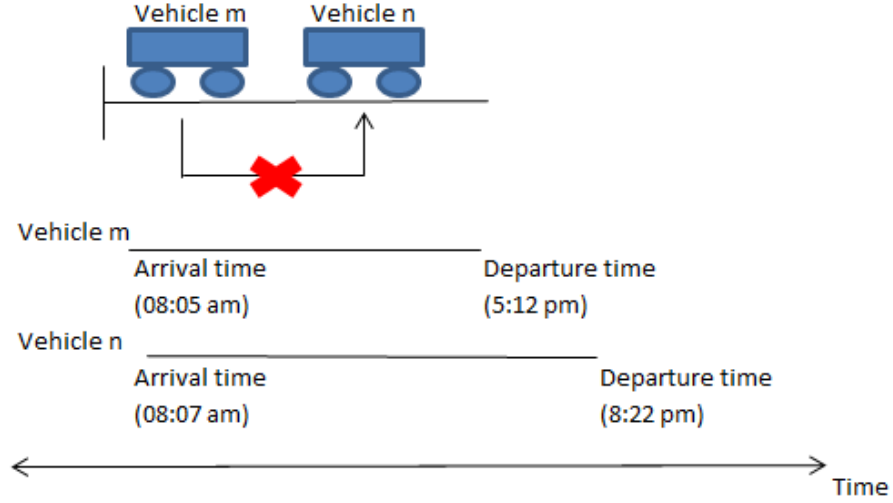 Vehicle m Vehicle n
Vehicle m
Arrival time Departure time
(08:05 am) (5:12 pm)
Vehicle n
Arrival time Departure time
(08:07 am) (8:22 pm)
Time